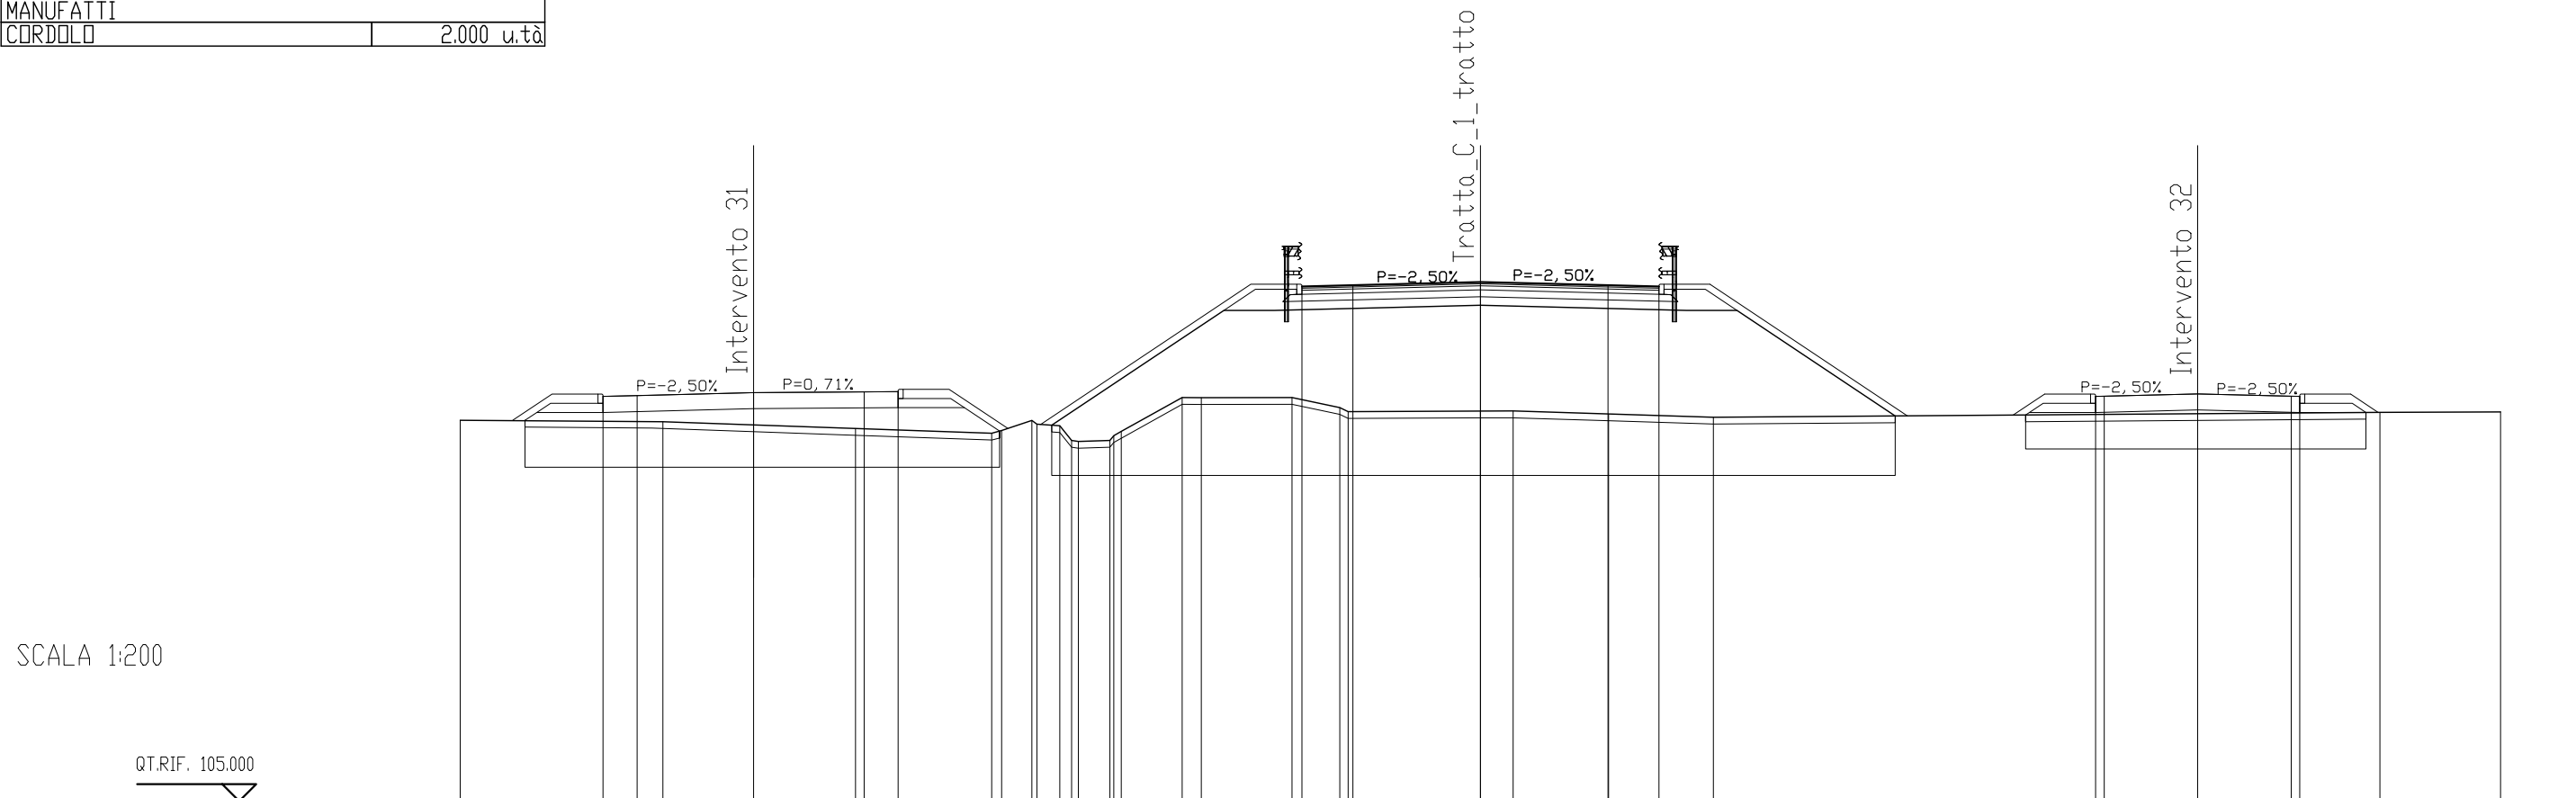 MANUFATTI
CORDOLO 2.000 u.tà
Tratta_C_1_tratto
Intervento 31
Intervento 32
P=-2,50% P=-2,50%
P=-2,50% P=0,71%
P=-2,50% P=-2,50%
SCALA 1:200
QT.RIF. 105.000